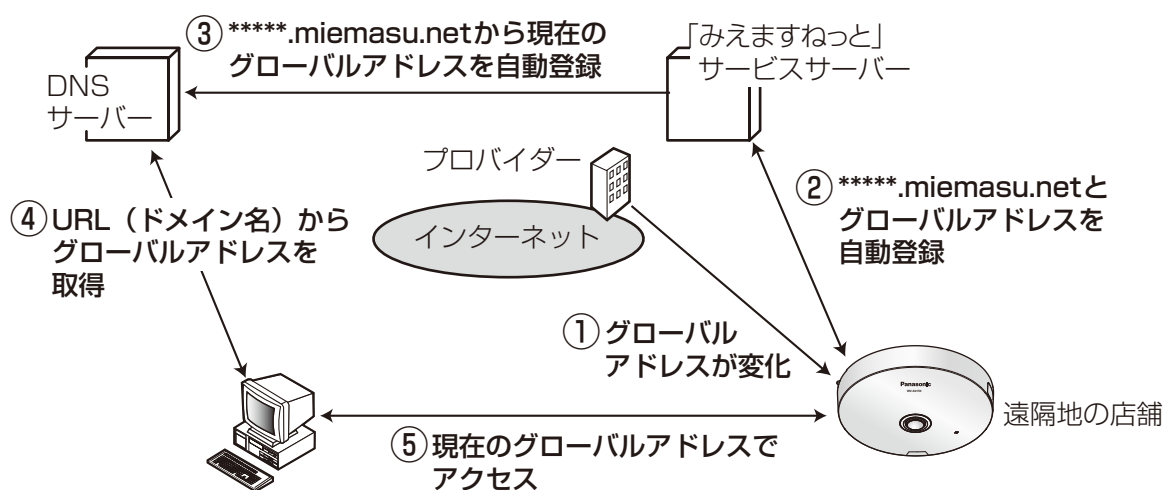 ③*****.miemasu.netから現在の
グローバルアドレスを自動登録
「みえますねっと」
サービスサーバー
DNS
サーバー
プロバイダー
②*****.miemasu.netと
グローバルアドレスを
自動登録
④URL（ドメイン名）から
グローバルアドレスを
取得
インターネット
①グローバル
アドレスが変化
Panasonic
遠隔地の店舗
⑤現在のグローバルアドレスで
アクセス